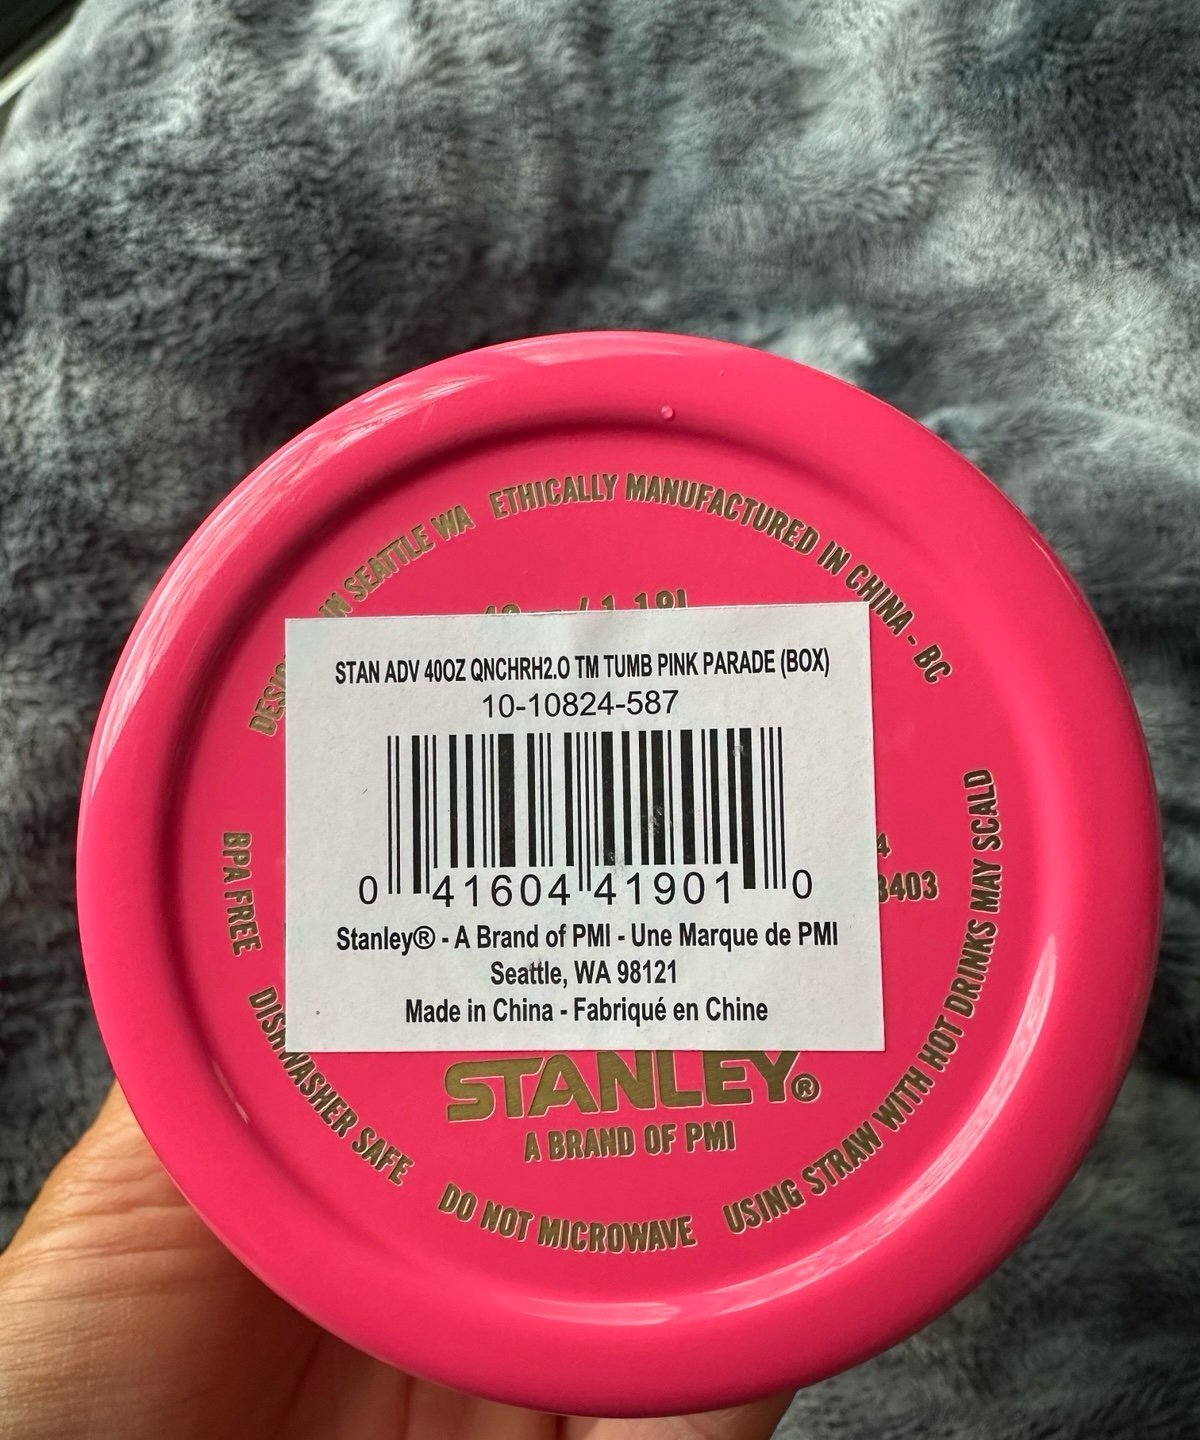 IN SEATTLE WA
ETHICALLY MANUFACTURED IN CHINA - BC
STAN ADV 40OZ QNCHRH2.O TM TUMB PINK PARADE (BOX)
10-10824-587
0 41604 41901 0
Stanley® - A Brand of PMI - Une Marque de PMI
Seattle, WA 98121
Made in China - Fabriqué en Chine
STANLEY®
A BRAND OF PMI
BPA FREE
DISHWASHER SAFE
DO NOT MICROWAVE
USING STRAW WITH HOT DRINKS MAY SCALD